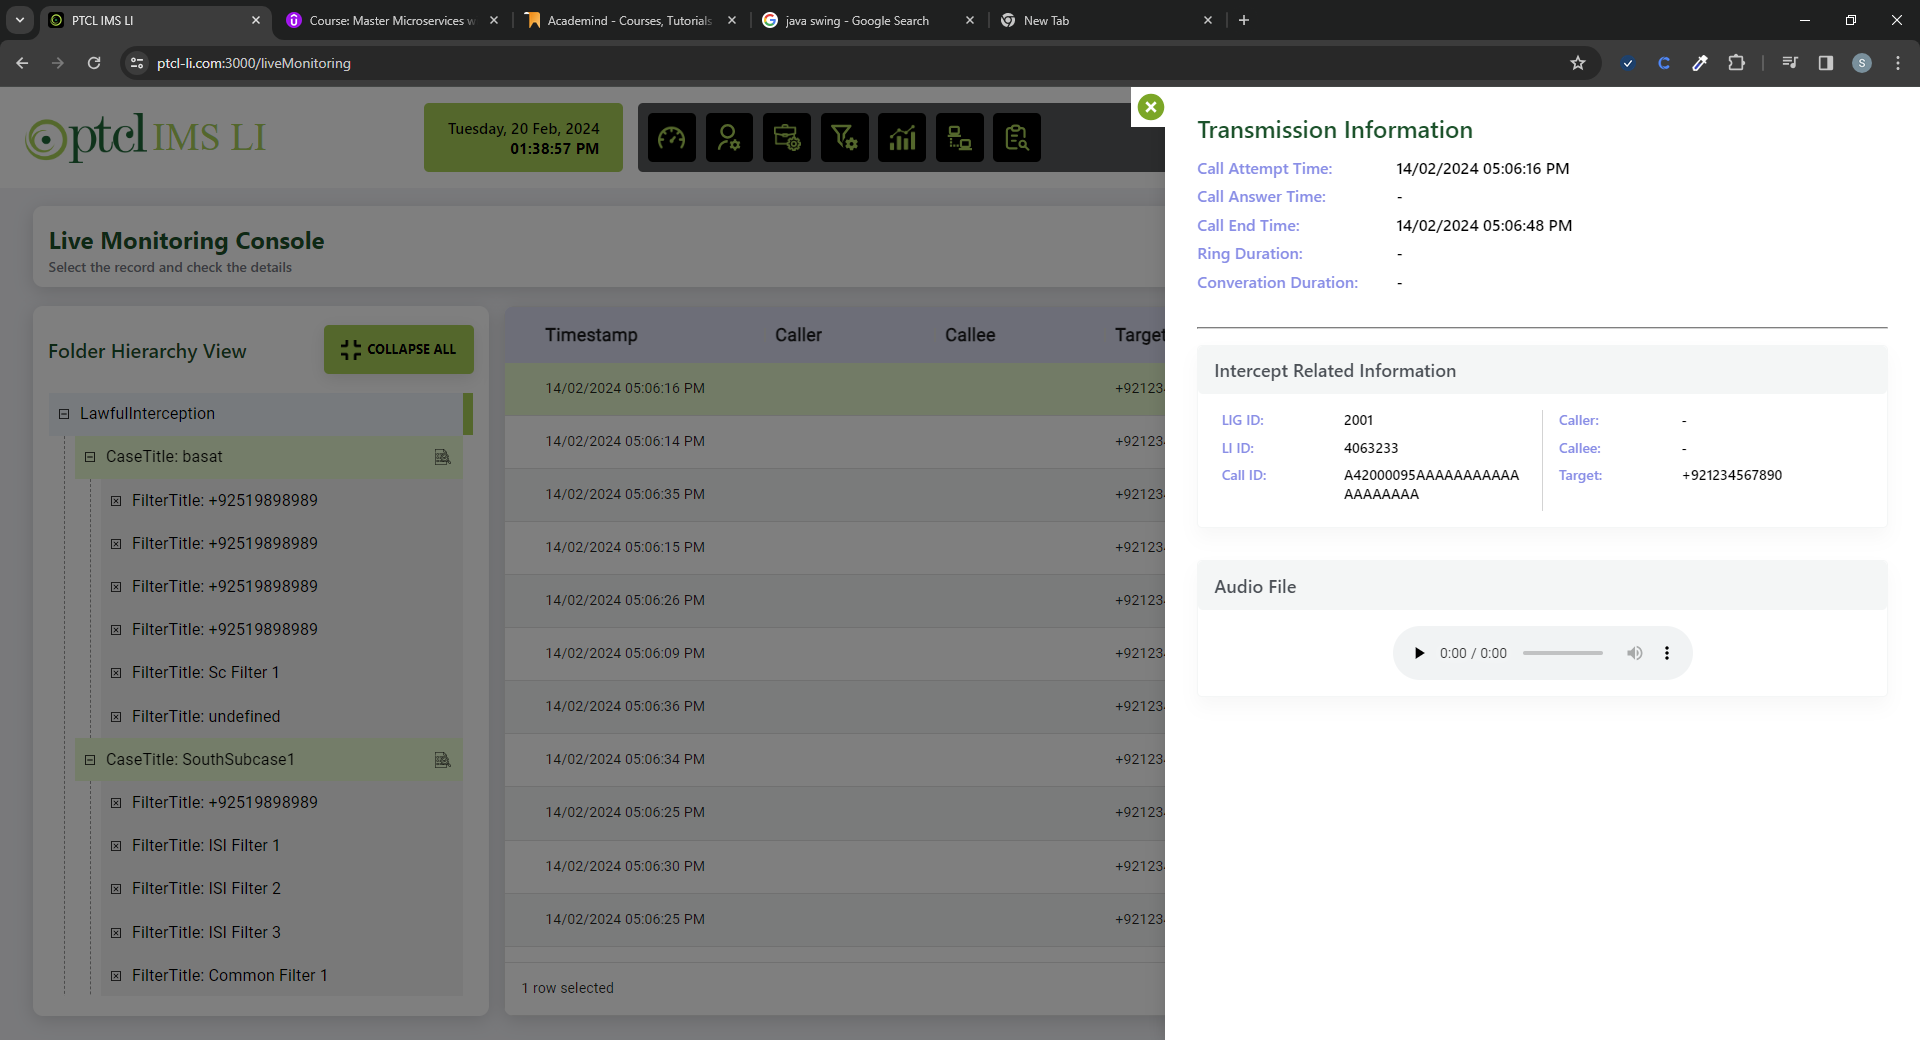 PTCL IMS LI
Course: Master Microservices w
Academind - Courses, Tutorials
java swing - Google Search
New Tab
ptcl-li.com:3000/liveMonitoring
S
ptcl IMS LI
Tuesday, 20 Feb, 2024
01:38:57 PM
Live Monitoring Console
Select the record and check the details
Folder Hierarchy View
COLLAPSE ALL
LawfulInterception
CaseTitle: basat
FilterTitle: +92519898989
FilterTitle: +92519898989
FilterTitle: +92519898989
FilterTitle: +92519898989
FilterTitle: Sc Filter 1
FilterTitle: undefined
CaseTitle: SouthSubcase1
FilterTitle: +92519898989
FilterTitle: ISI Filter 1
FilterTitle: ISI Filter 2
FilterTitle: ISI Filter 3
FilterTitle: Common Filter 1
Timestamp Caller Callee Target
14/02/2024 05:06:16 PM +92123
14/02/2024 05:06:14 PM +92123
14/02/2024 05:06:35 PM +92123
14/02/2024 05:06:15 PM +92123
14/02/2024 05:06:26 PM +92123
14/02/2024 05:06:09 PM +92123
14/02/2024 05:06:36 PM +92123
14/02/2024 05:06:34 PM +92123
14/02/2024 05:06:25 PM +92123
14/02/2024 05:06:30 PM +92123
14/02/2024 05:06:25 PM +92123
1 row selected
Transmission Information
Call Attempt Time: 14/02/2024 05:06:16 PM
Call Answer Time: -
Call End Time: 14/02/2024 05:06:48 PM
Ring Duration: -
Converation Duration: -
Intercept Related Information
LIG ID: 2001
LI ID: 4063233
Call ID: A42000095AAAAAAAAAAA
AAAAAAAA
Caller: -
Callee: -
Target: +921234567890
Audio File
0:00 / 0:00